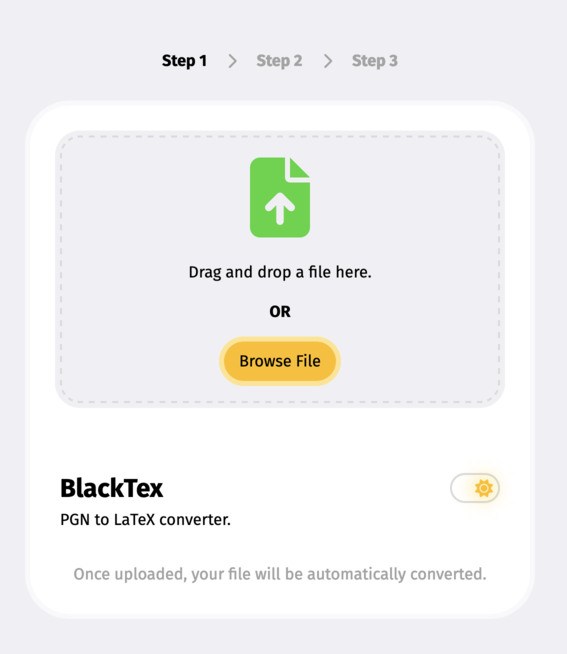 Step 1 Step 2 Step 3
Drag and drop a file here.
OR
Browse File
BlackTex
PGN to LaTeX converter.
Once uploaded, your file will be automatically converted.